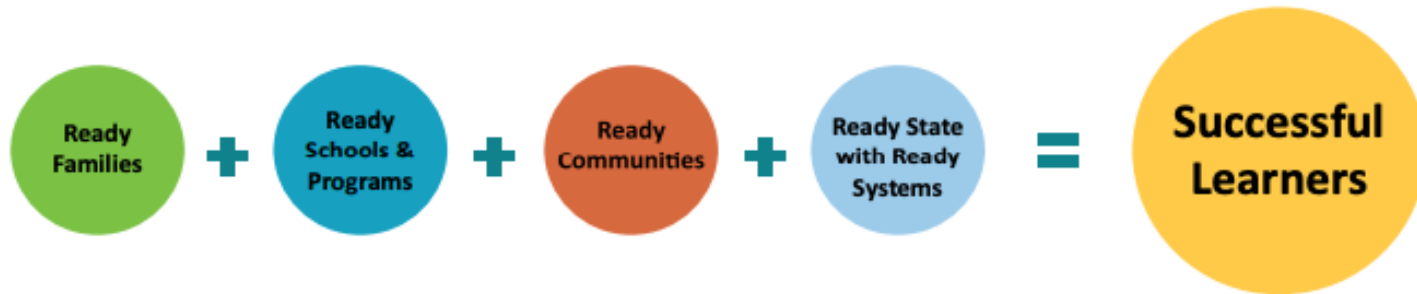 Ready
Families
+
Ready
Schools &
Programs
+
Ready
Communities
+
Ready State
with Ready
Systems
=
Successful
Learners